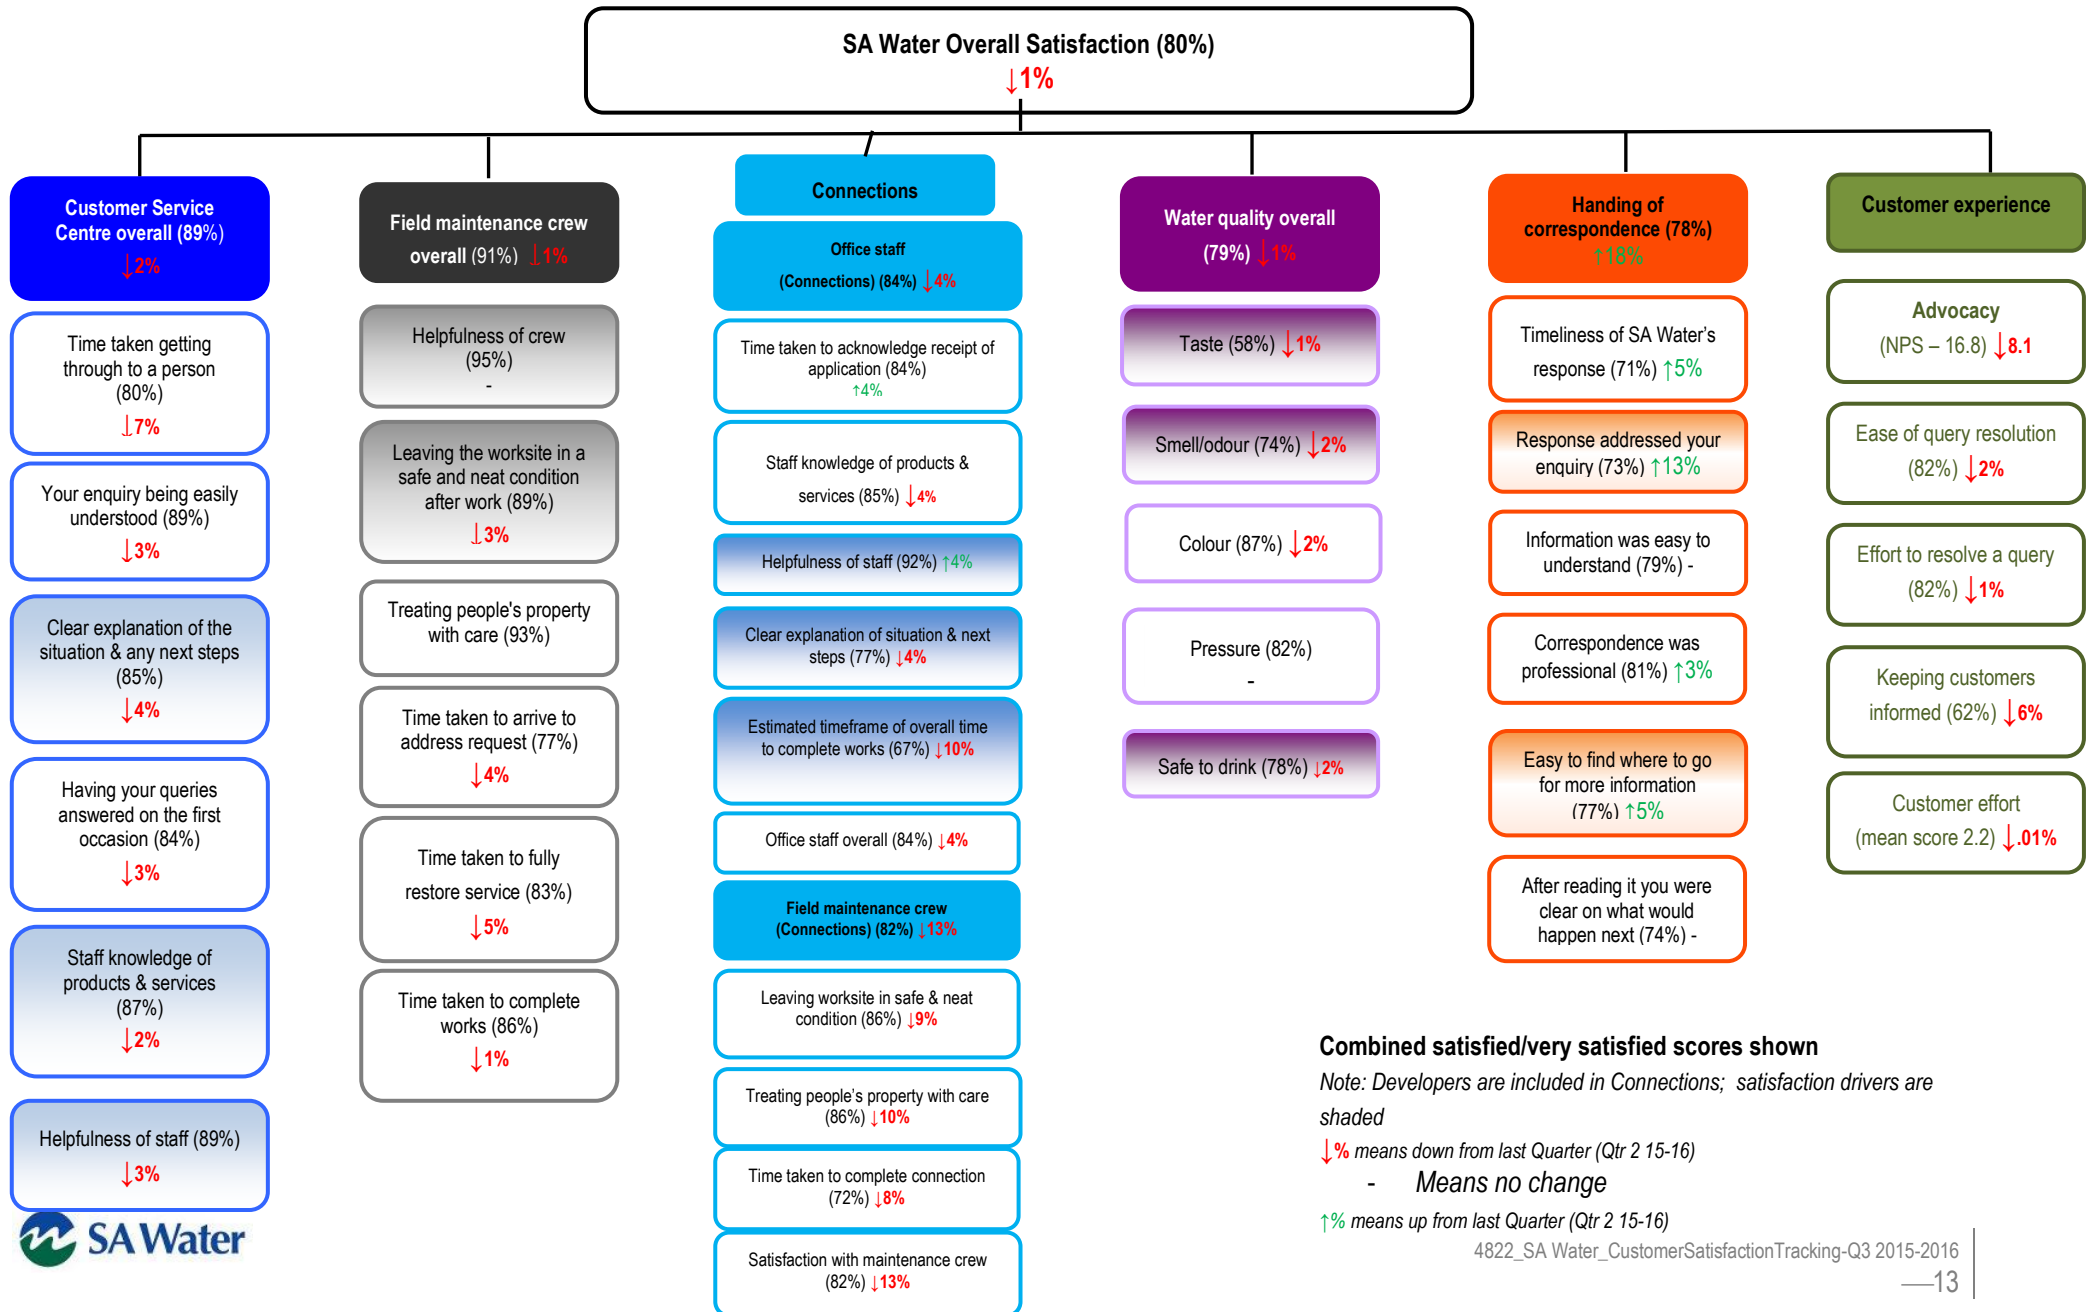 SA Water Overall Satisfaction (80%)
↓1%
Customer Service
Centre overall (89%)
↓2%
Time taken getting
through to a person
(80%)
↓7%
Your enquiry being easily
understood (89%)
↓3%
Clear explanation of the
situation & any next steps
(85%)
↓4%
Having your queries
answered on the first
occasion (84%)
↓3%
Staff knowledge of
products & services
(87%)
↓2%
Helpfulness of staff (89%)
↓3%
Field maintenance crew
overall (91%) ↓1%
Helpfulness of crew
(95%)
-
Leaving the worksite in a
safe and neat condition
after work (89%)
↓3%
Treating people's property
with care (93%)
Time taken to arrive to
address request (77%)
↓4%
Time taken to fully
restore service (83%)
↓5%
Time taken to complete
works (86%)
↓1%
Connections
Office staff
(Connections) (84%) ↓4%
Time taken to acknowledge receipt of
application (84%)
↑4%
Staff knowledge of products &
services (85%) ↓4%
Helpfulness of staff (92%) ↑4%
Clear explanation of situation & next
steps (77%) ↓4%
Estimated timeframe of overall time
to complete works (67%) ↓10%
Office staff overall (84%) ↓4%
Field maintenance crew
(Connections) (82%) ↓13%
Leaving worksite in safe & neat
condition (86%) ↓9%
Treating people's property with care
(86%) ↓10%
Time taken to complete connection
(72%) ↓8%
Satisfaction with maintenance crew
(82%) ↓13%
Water quality overall
(79%) ↓1%
Taste (58%) ↓1%
Smell/odour (74%) ↓2%
Colour (87%) ↓2%
Pressure (82%)
-
Safe to drink (78%) ↓2%
Handing of
correspondence (78%)
↑18%
Timeliness of SA Water's
response (71%) ↑5%
Response addressed your
enquiry (73%) ↑13%
Information was easy to
understand (79%) -
Correspondence was
professional (81%) ↑3%
Easy to find where to go
for more information
(77%) ↑5%
After reading it you were
clear on what would
happen next (74%) -
Customer experience
Advocacy
(NPS – 16.8) ↓8.1
Ease of query resolution
(82%) ↓2%
Effort to resolve a query
(82%) ↓1%
Keeping customers
informed (62%) ↓6%
Customer effort
(mean score 2.2) ↓.01%
Combined satisfied/very satisfied scores shown
Note: Developers are included in Connections; satisfaction drivers are
shaded
↓% means down from last Quarter (Qtr 2 15-16)
- Means no change
↑% means up from last Quarter (Qtr 2 15-16)
SA Water
4822_SA Water_CustomerSatisfactionTracking-Q3 2015-2016
13